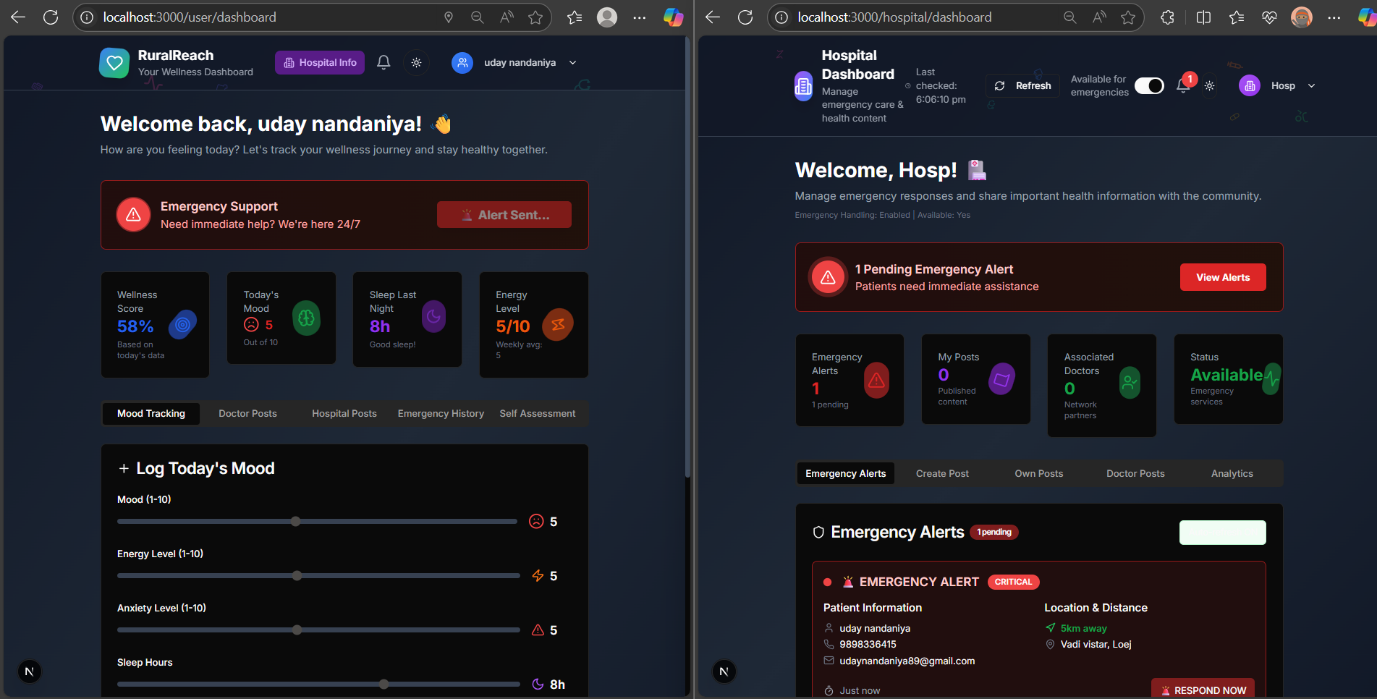 localhost:3000/user/dashboard
RuralReach
Your Wellness Dashboard
Hospital Info
uday nandaniya
Welcome back, uday nandaniya! 👋
How are you feeling today? Let's track your wellness journey and stay healthy together.
Emergency Support
Need immediate help? We're here 24/7
🚨 Alert Sent...
Wellness
Score
58%
Based on
today's data
Today's
Mood
5
Out of 10
Sleep Last
Night
8h
Good sleep!
Energy
Level
5/10
Weekly avg:
5
Mood Tracking
Doctor Posts
Hospital Posts
Emergency History
Self Assessment
+ Log Today's Mood
Mood (1-10)
5
Energy Level (1-10)
5
Anxiety Level (1-10)
5
Sleep Hours
8h
N
localhost:3000/hospital/dashboard
Hospital
Dashboard
Manage
emergency care &
health content
Last
checked:
6:06:10 pm
Refresh
Available for
emergencies
1
Hosp
Welcome, Hosp! 🏥
Manage emergency responses and share important health information with the community.
Emergency Handling: Enabled | Available: Yes
1 Pending Emergency Alert
Patients need immediate assistance
View Alerts
Emergency
Alerts
1
1 pending
My Posts
0
Published
content
Associated
Doctors
0
Network
partners
Status
Available
Emergency
services
Emergency Alerts
Create Post
Own Posts
Doctor Posts
Analytics
Emergency Alerts
1 pending
🚨 EMERGENCY ALERT
CRITICAL
Patient Information
uday nandaniya
9898336415
udaynandaniya89@gmail.com
Location & Distance
5km away
Vadi vistar, Loej
Just now
🚨 RESPOND NOW
N